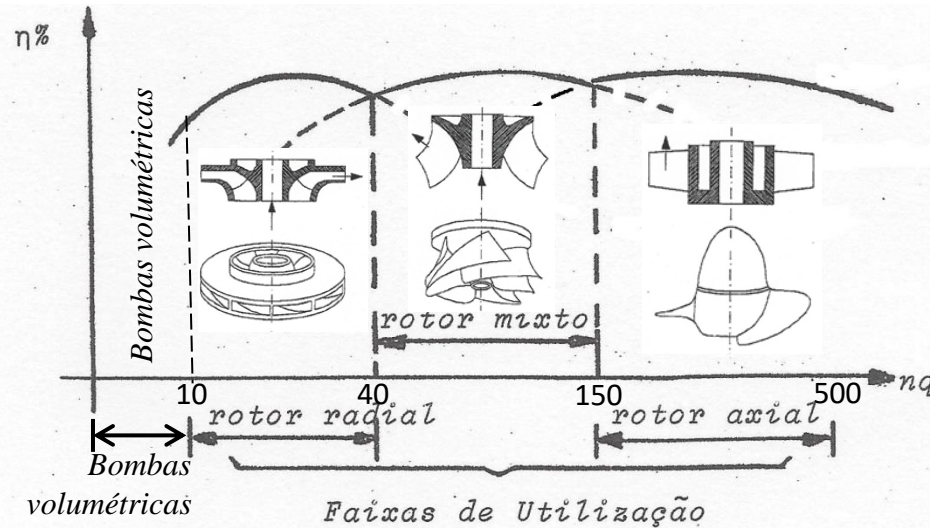 η%
Bombas volumétricas
rotor mixto
10
40
150
500
nq
rotor radial
rotor axial
Bombas
volumétricas
Faixas de Utilização